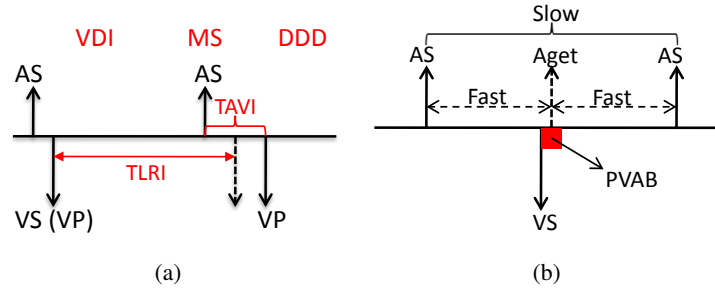 VDI MS DDD
AS AS
TAVI
TLRI
VS (VP) VP
(a)
Slow
AS Aget AS
Fast Fast
PVAB
VS
(b)